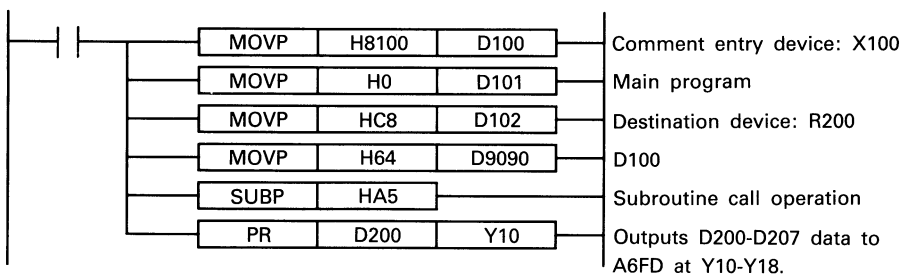 MOVP H8100 D100 Comment entry device: X100
MOVP H0 D101 Main program
MOVP HC8 D102 Destination device: R200
MOVP H64 D9090 D100
SUBP HA5 Subroutine call operation
PR D200 Y10 Outputs D200-D207 data to
A6FD at Y10-Y18.